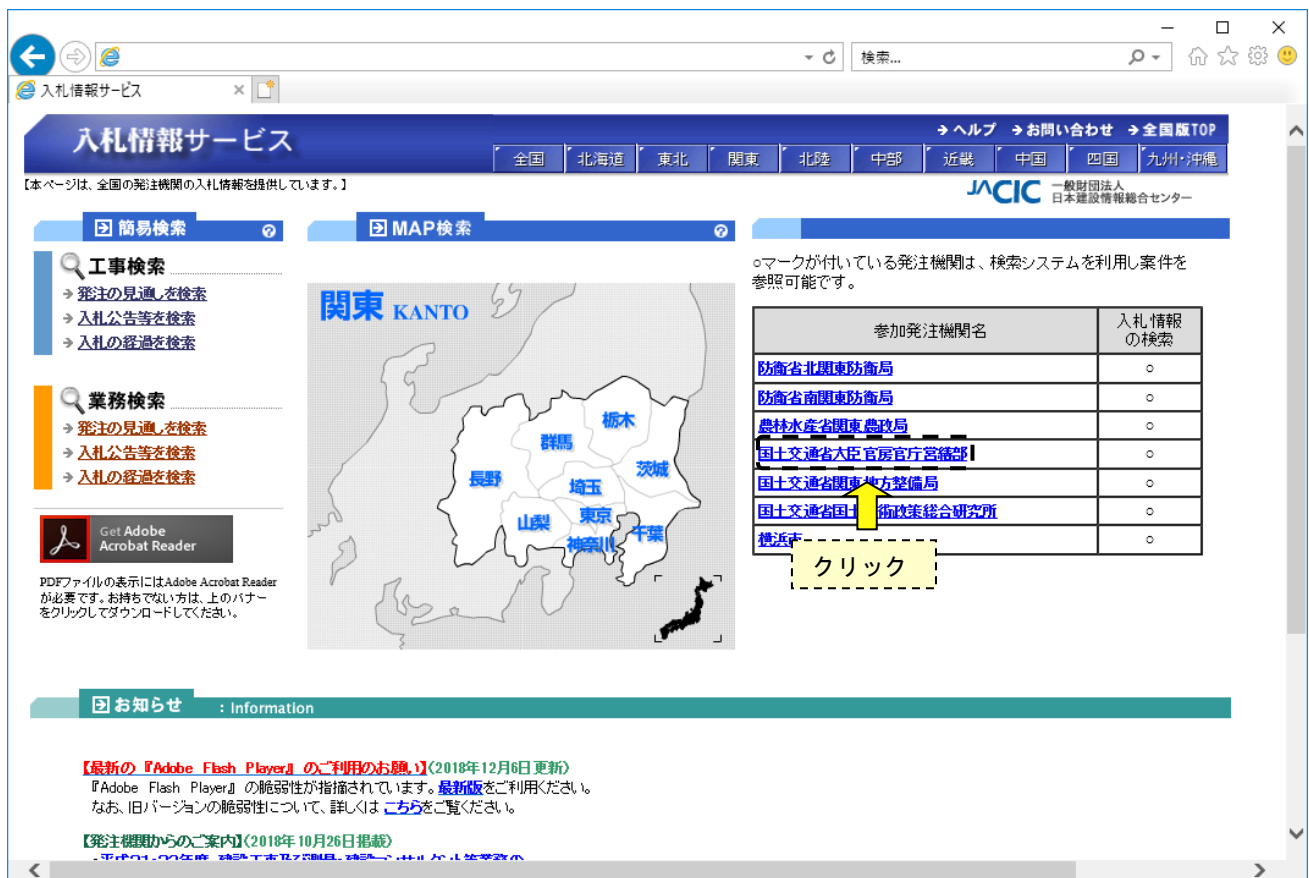 検索...
入札情報サービス
入札情報サービス
ヘルプ お問い合わせ 全国版TOP
全国 北海道 東北 関東 北陸 中部 近畿 中国 四国 九州・沖縄
【本ページは、全国の発注機関の入札情報を提供しています。】
JACIC 一般財団法人
日本建設情報総合センター
簡易検索
工事検索
発注の見通しを検索
入札公告等を検索
入札の経過を検索
業務検索
発注の見通しを検索
入札公告等を検索
入札の経過を検索
Get Adobe
Acrobat Reader
PDFファイルの表示にはAdobe Acrobat Reader
が必要です。お持ちでない方は、上のバナー
をクリックしてダウンロードしてください。
MAP検索
関東 KANTO
栃木
群馬
茨城
長野
埼玉
東京
山梨
千葉
神奈川
○マークが付いている発注機関は、検索システムを利用し案件を
参照可能です。
参加発注機関名 入札情報
の検索
防衛省北関東防衛局 ○
防衛省南関東防衛局 ○
農林水産省関東農政局 ○
国土交通省大臣官房官庁営繕部 ○
国土交通省関東地方整備局 ○
国土交通省国土技術政策総合研究所 ○
横浜市 ○
クリック
お知らせ : Information
【最新の『Adobe Flash Player』のご利用のお願い】(2018年12月6日更新)
『Adobe Flash Player』の脆弱性が指摘されています。最新版をご利用ください。
なお、旧バージョンの脆弱性について、詳しくは こちらをご覧ください。
【発注機関からのご案内】(2018年10月26日掲載)